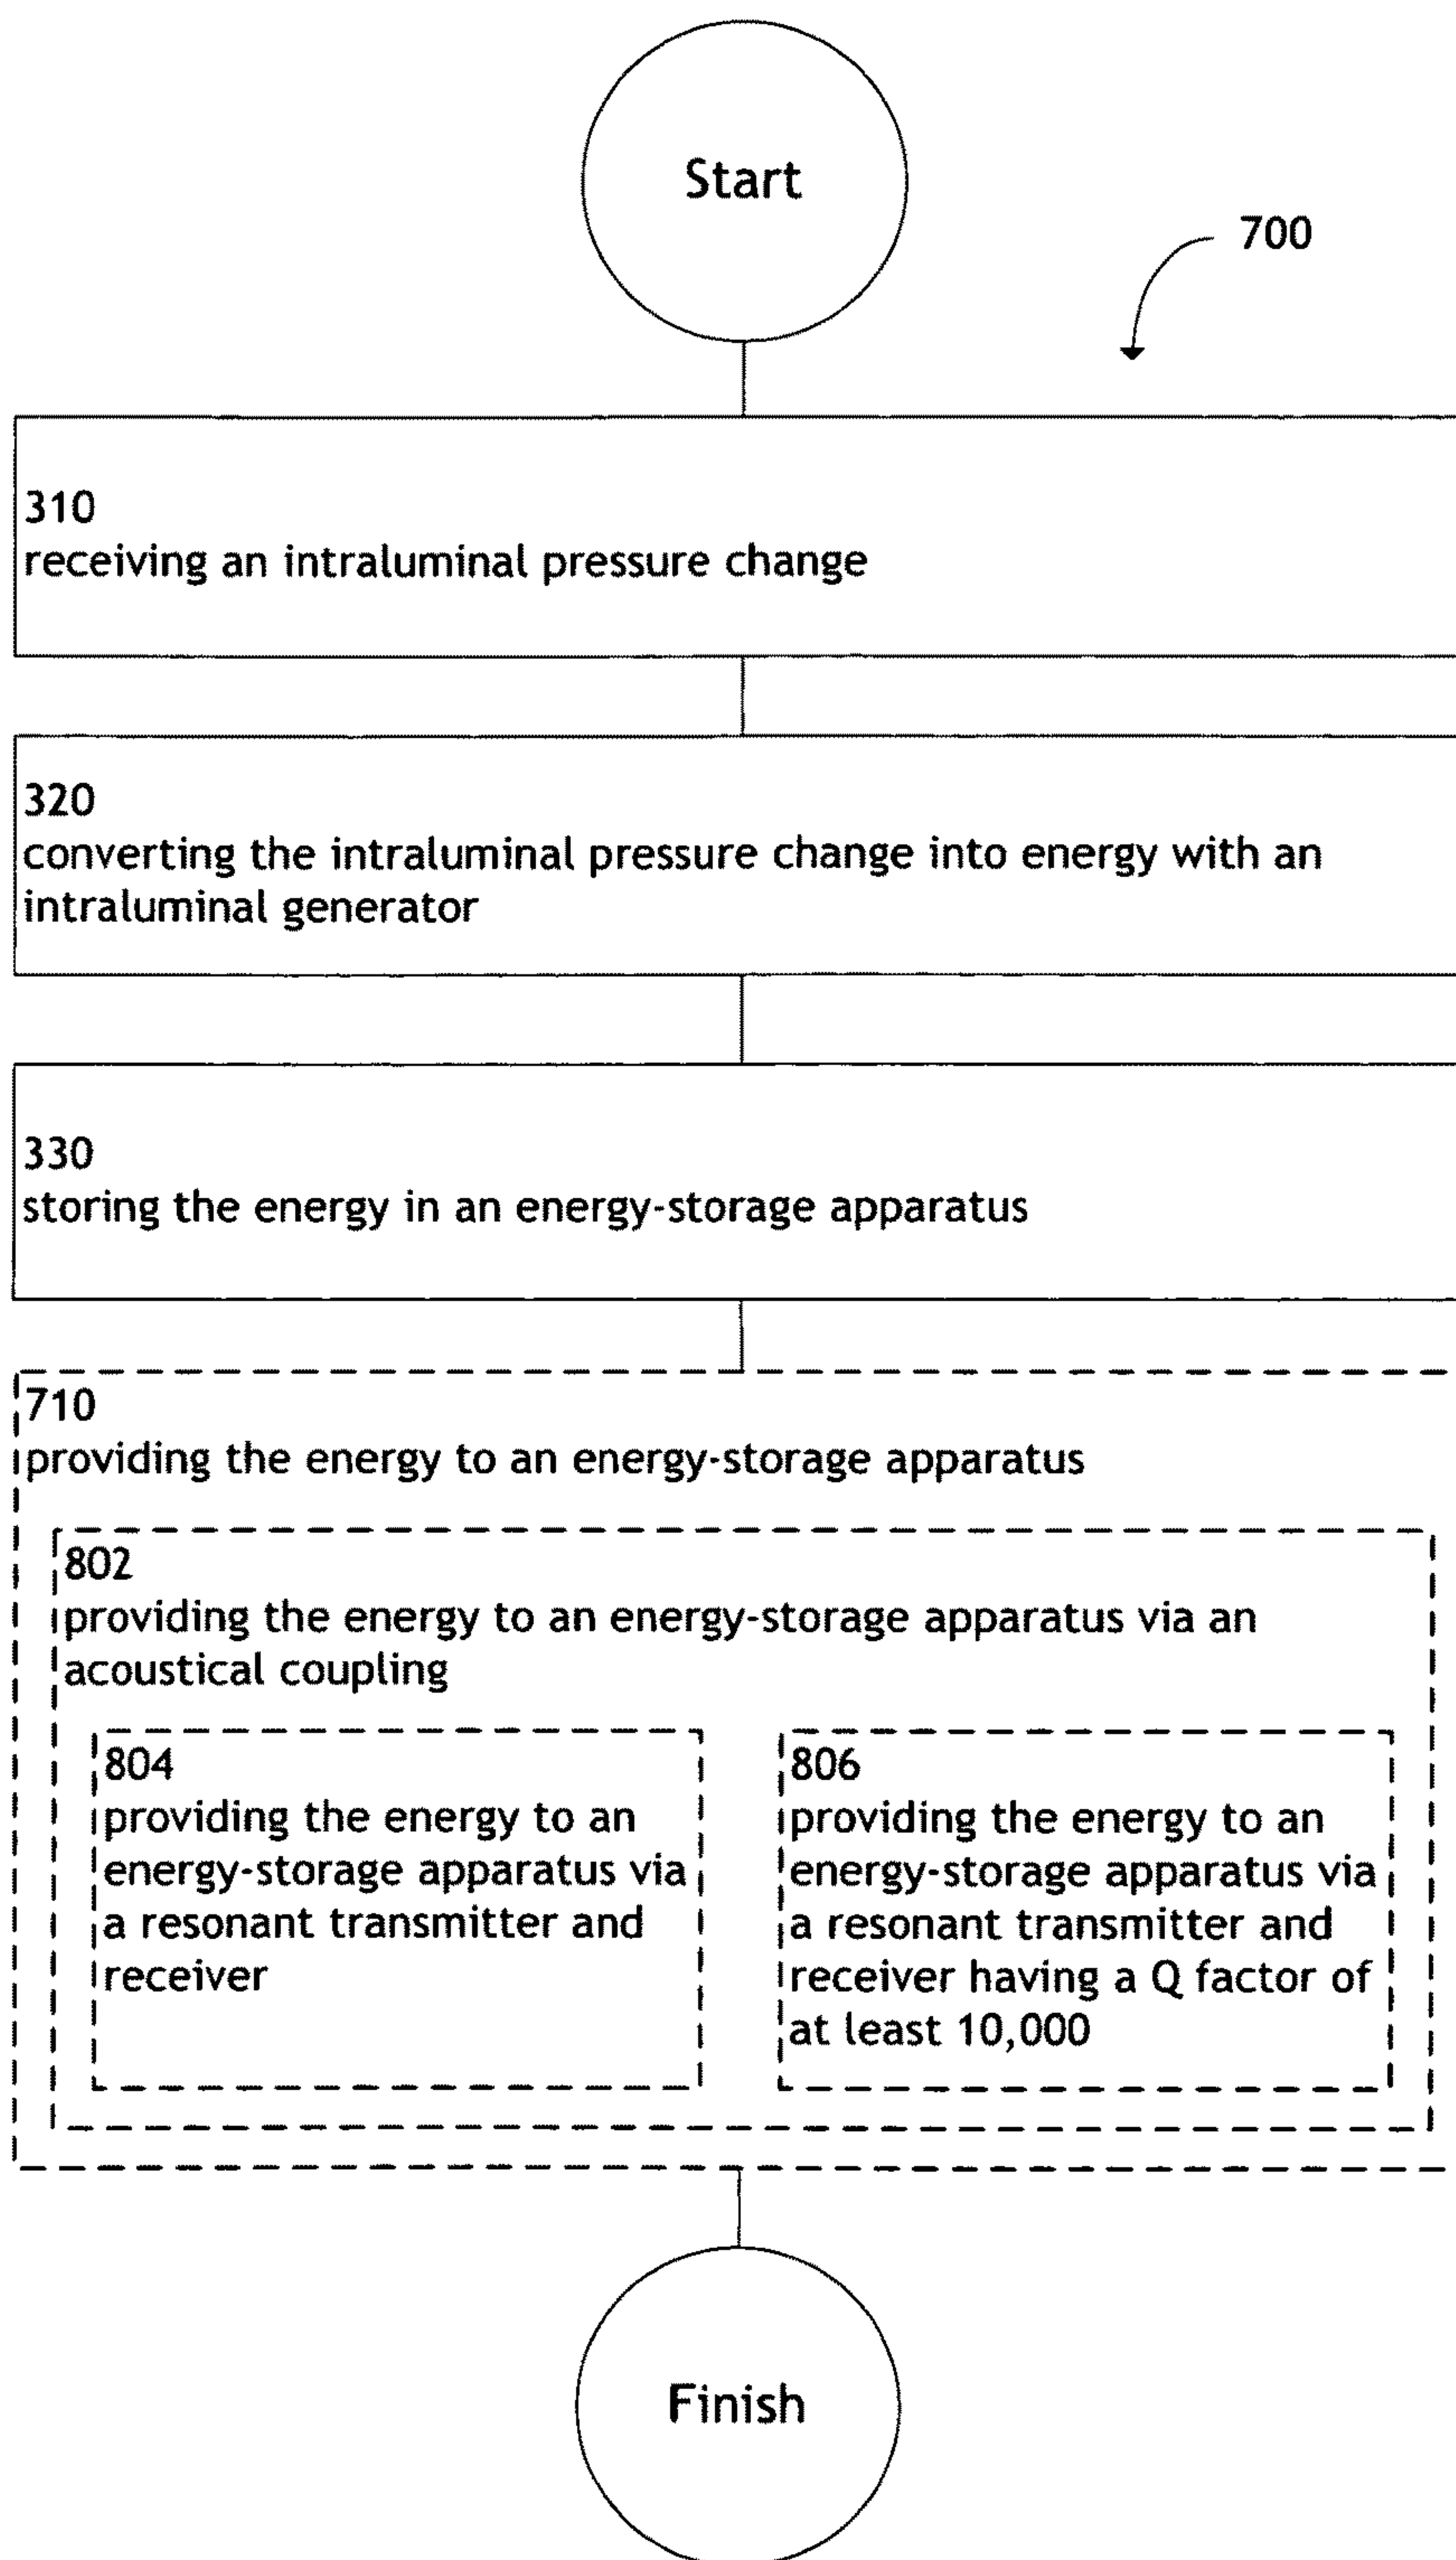 Start
700
310
receiving an intraluminal pressure change
320
converting the intraluminal pressure change into energy with an
intraluminal generator
330
storing the energy in an energy-storage apparatus
710
providing the energy to an energy-storage apparatus
802
providing the energy to an energy-storage apparatus via an
acoustical coupling
804
providing the energy to an
energy-storage apparatus via
a resonant transmitter and
receiver
806
providing the energy to an
energy-storage apparatus via
a resonant transmitter and
receiver having a Q factor of
at least 10,000
Finish